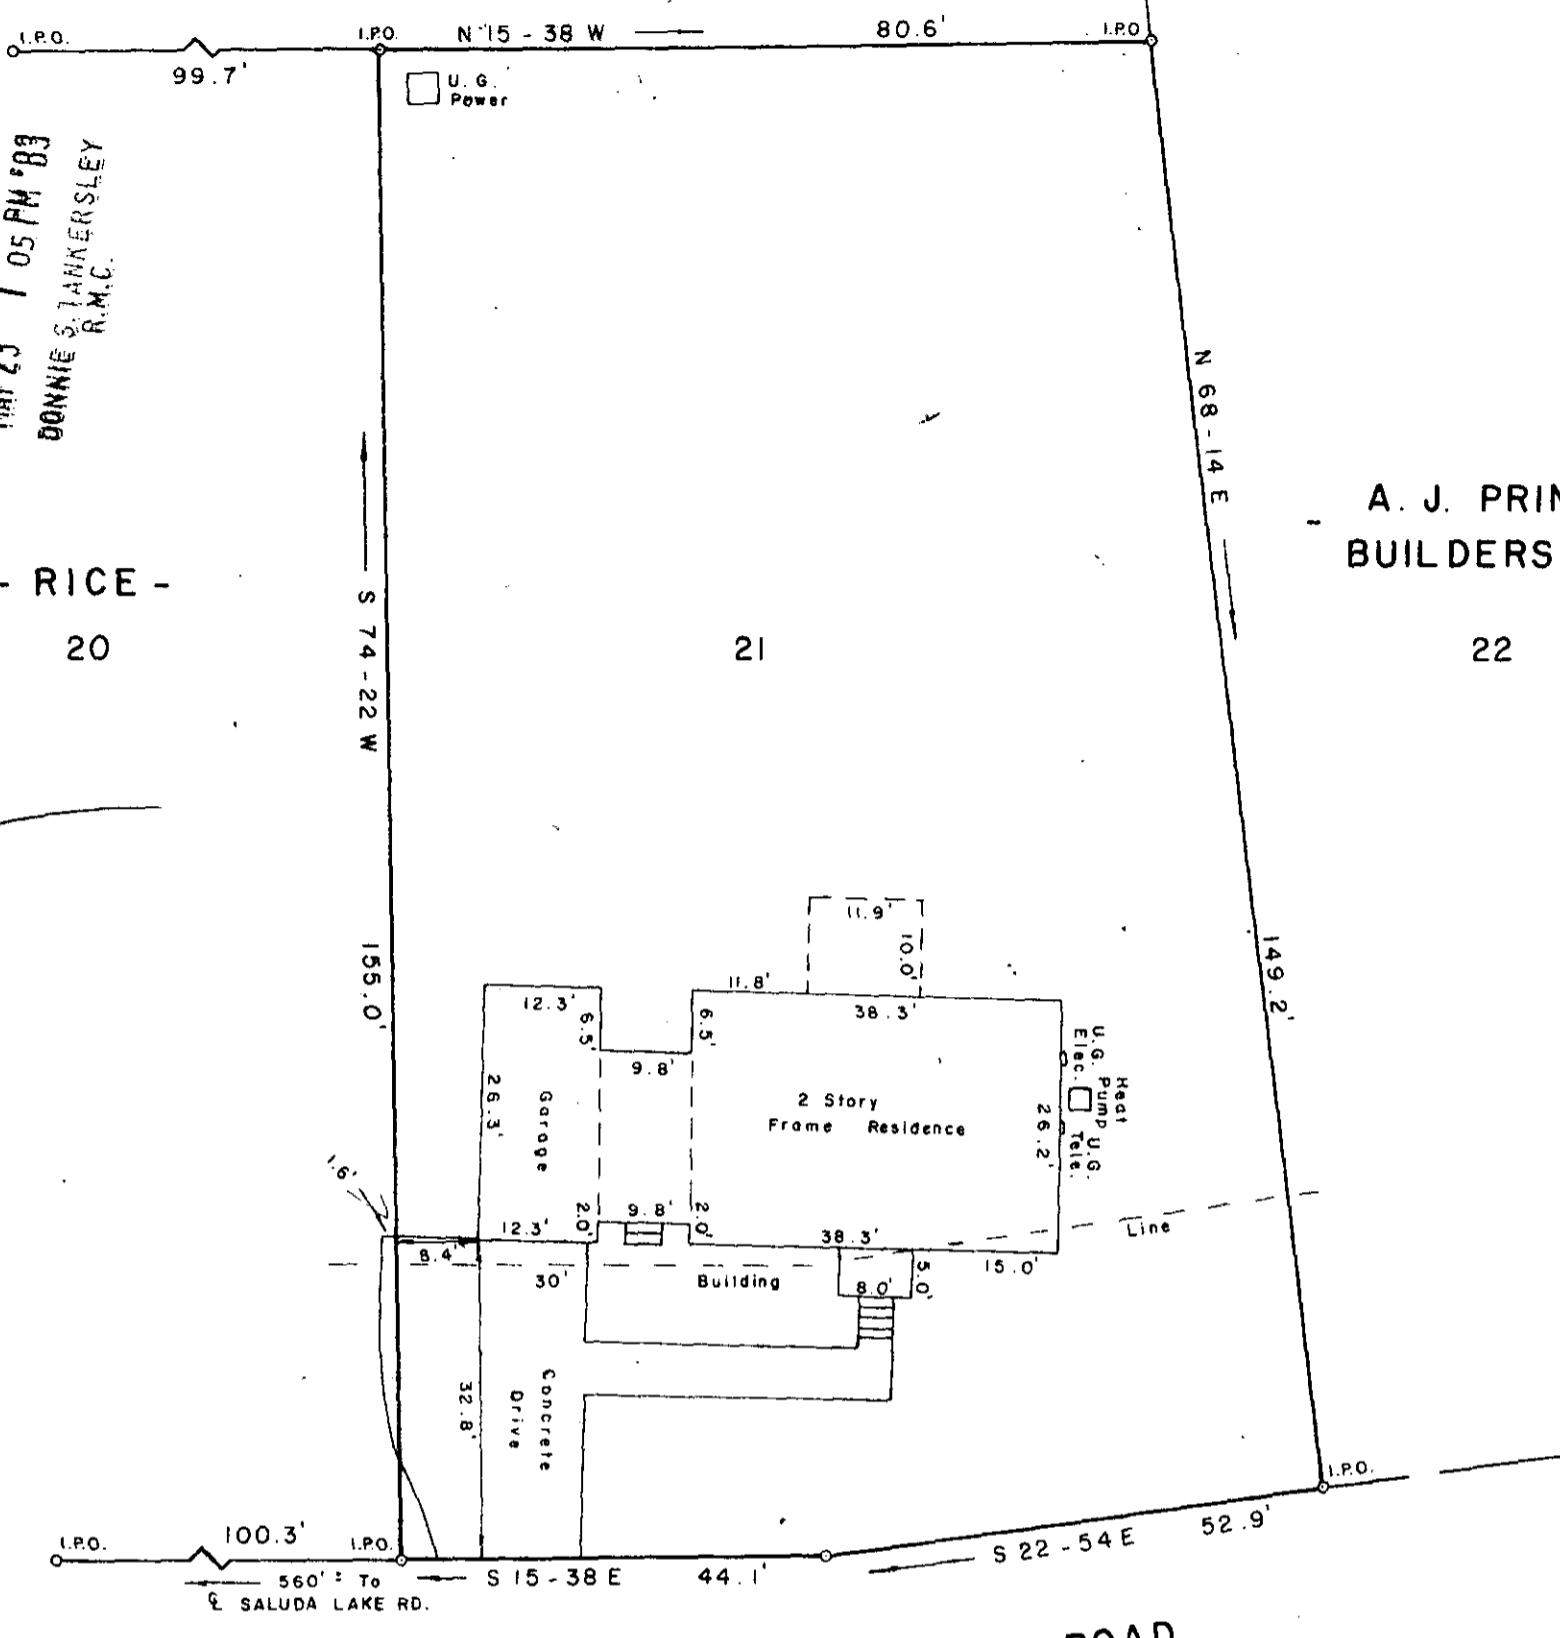 I.P.O.
I.P.O.
N 15 - 38 W
80.6'
I.P.O
99.7'
U. G.
Power
1 05 PM '83
DONNIE S. TANKERSLEY
R.M.C.
N 68 - 14 E
A. J.
BUILDERS
- RICE -
20
21
22
S 74 - 22 W
155.0'
149.2'
11.9'
10.0'
11.8'
12.3'
6.5'
6.5'
38.3'
9.8'
U.G.
Elec.
Heat
Pump
U.G.
Tele.
26.3'
Garage
2 Story
Frame Residence
26.2'
1.6'
12.3'
2.0'
9.8'
2.0'
38.3'
Line
8.4'
30'
Building
8.0'
5.0'
15.0'
32.8'
Concrete
Drive
I.P.O.
I.P.O.
100.3'
I.P.O.
52.9'
S 22 - 54 E
560' ± To
S 15 - 38 E
44.1'
℄ SALUDA LAKE RD.
ROAD